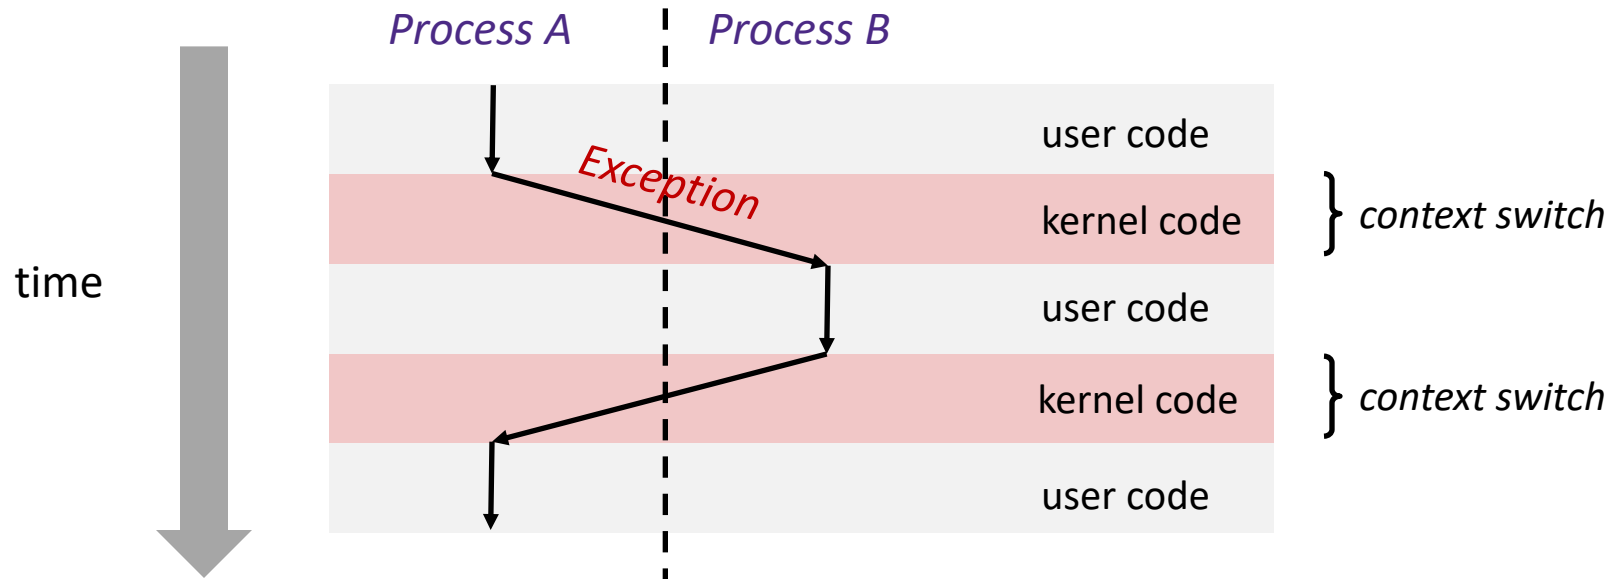 Process A
Process B
user code
Exception
kernel code
context switch
time
user code
kernel code
context switch
user code